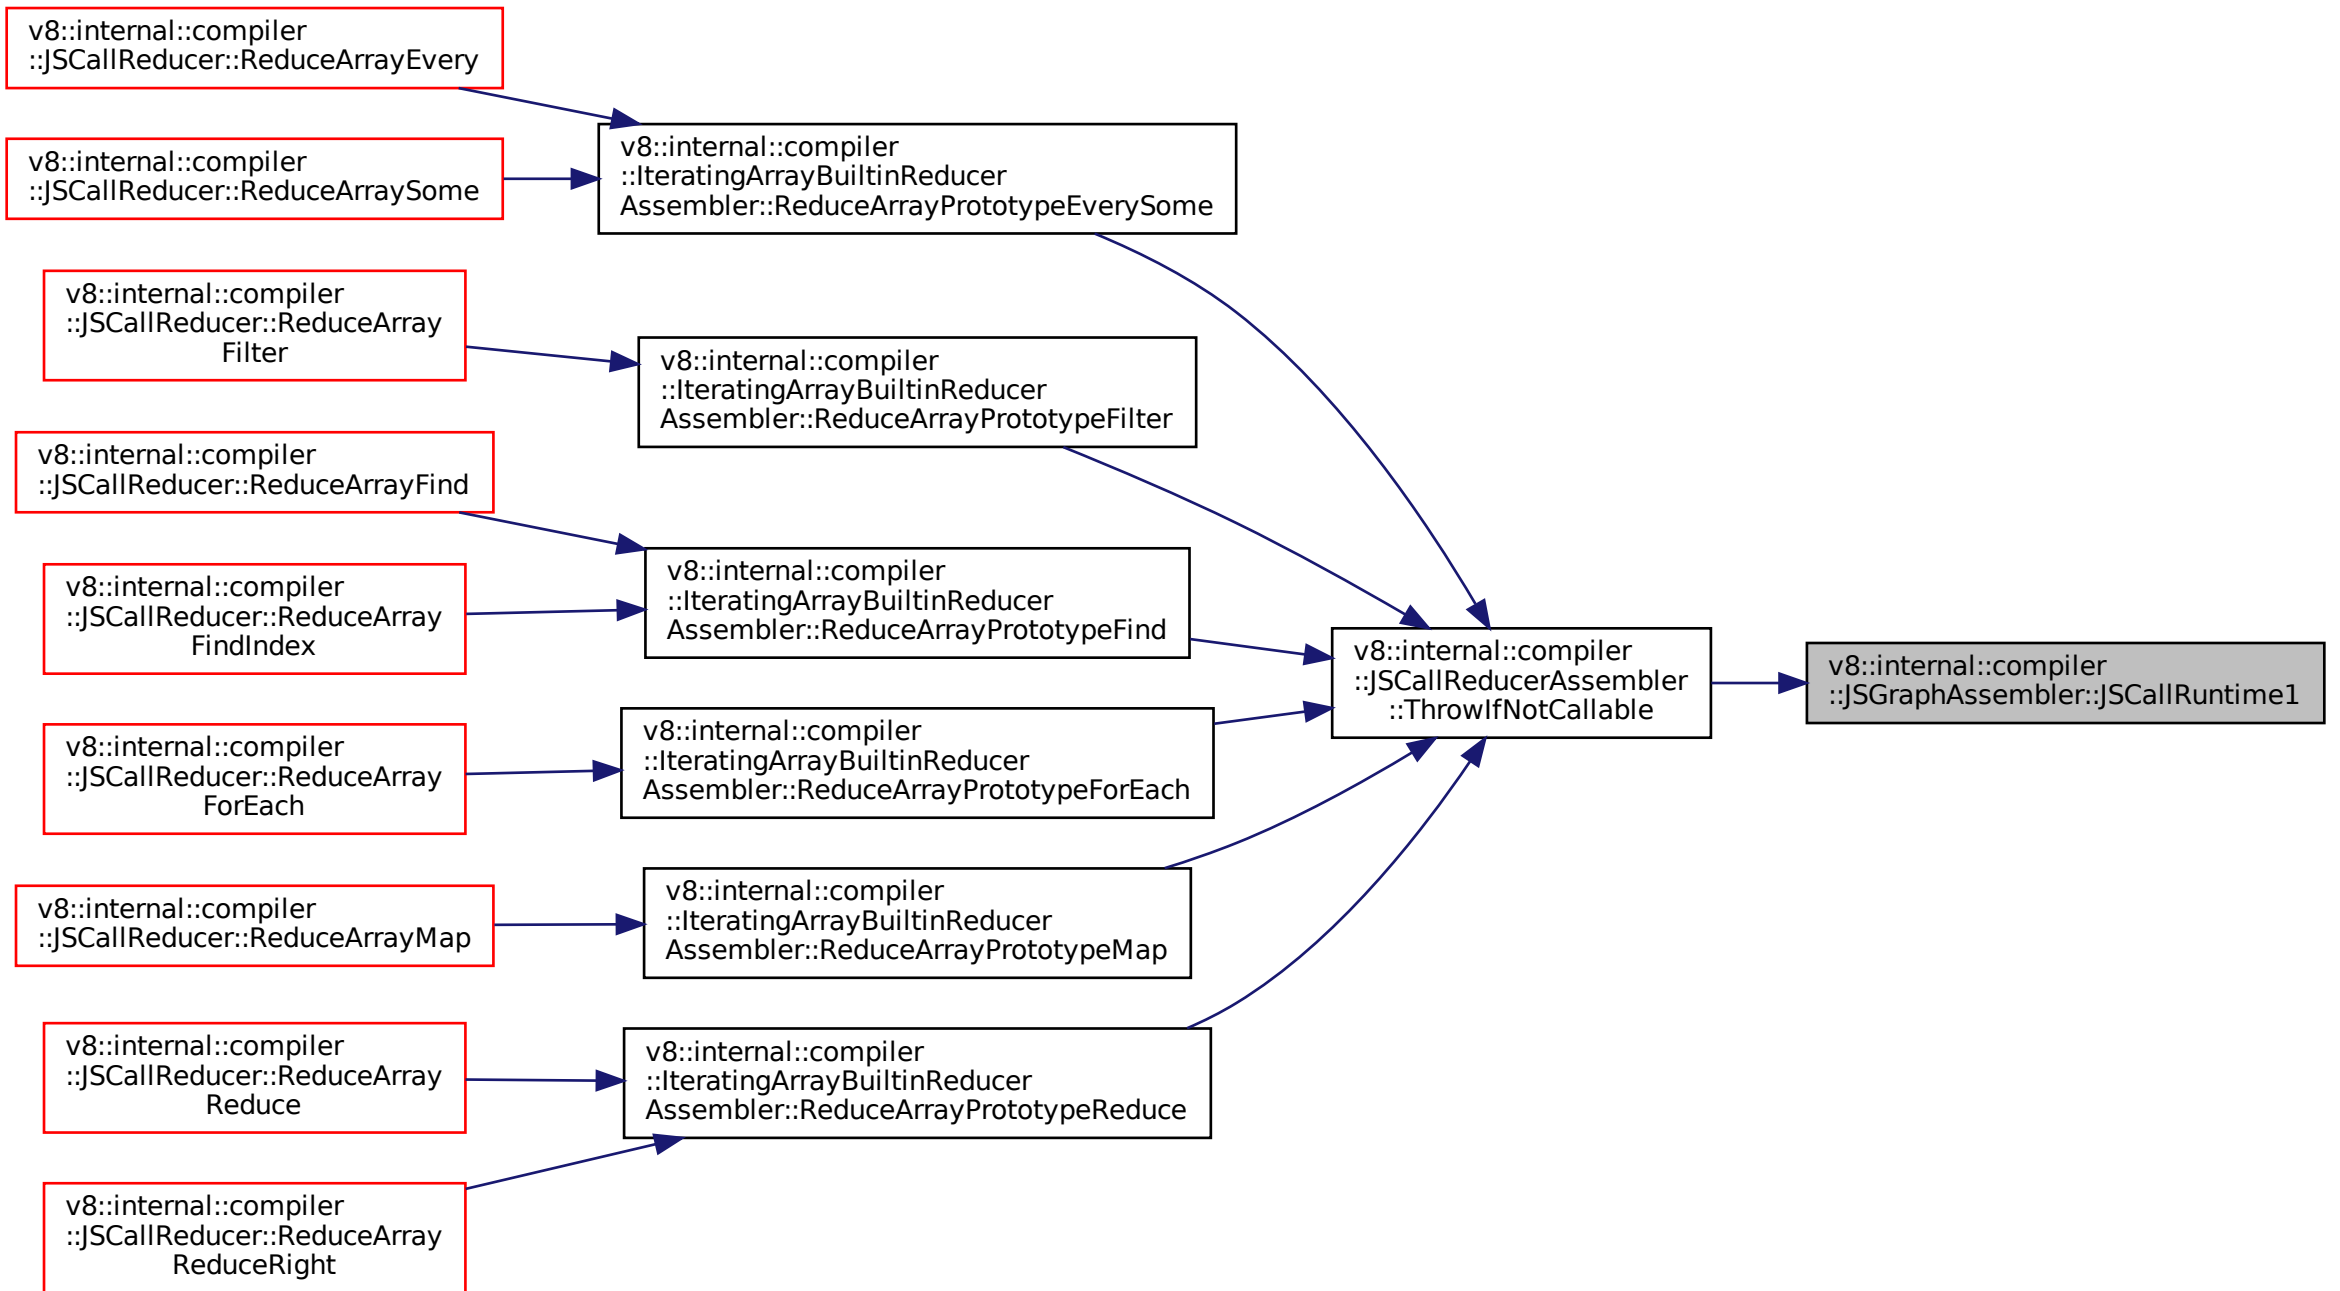 v8::internal::compiler
::JSCallReducer::ReduceArrayEvery
v8::internal::compiler
::JSCallReducer::ReduceArraySome
v8::internal::compiler
::JSCallReducer::ReduceArray
Filter
v8::internal::compiler
::JSCallReducer::ReduceArrayFind
v8::internal::compiler
::JSCallReducer::ReduceArray
FindIndex
v8::internal::compiler
::JSCallReducer::ReduceArray
ForEach
v8::internal::compiler
::JSCallReducer::ReduceArrayMap
v8::internal::compiler
::JSCallReducer::ReduceArray
Reduce
v8::internal::compiler
::JSCallReducer::ReduceArray
ReduceRight
v8::internal::compiler
::IteratingArrayBuiltinReducer
Assembler::ReduceArrayPrototypeEverySome
v8::internal::compiler
::IteratingArrayBuiltinReducer
Assembler::ReduceArrayPrototypeFilter
v8::internal::compiler
::IteratingArrayBuiltinReducer
Assembler::ReduceArrayPrototypeFind
v8::internal::compiler
::IteratingArrayBuiltinReducer
Assembler::ReduceArrayPrototypeForEach
v8::internal::compiler
::IteratingArrayBuiltinReducer
Assembler::ReduceArrayPrototypeMap
v8::internal::compiler
::IteratingArrayBuiltinReducer
Assembler::ReduceArrayPrototypeReduce
v8::internal::compiler
::JSCallReducerAssembler
::ThrowIfNotCallable
v8::internal::compiler
::JSGraphAssembler::JSCallRuntime1